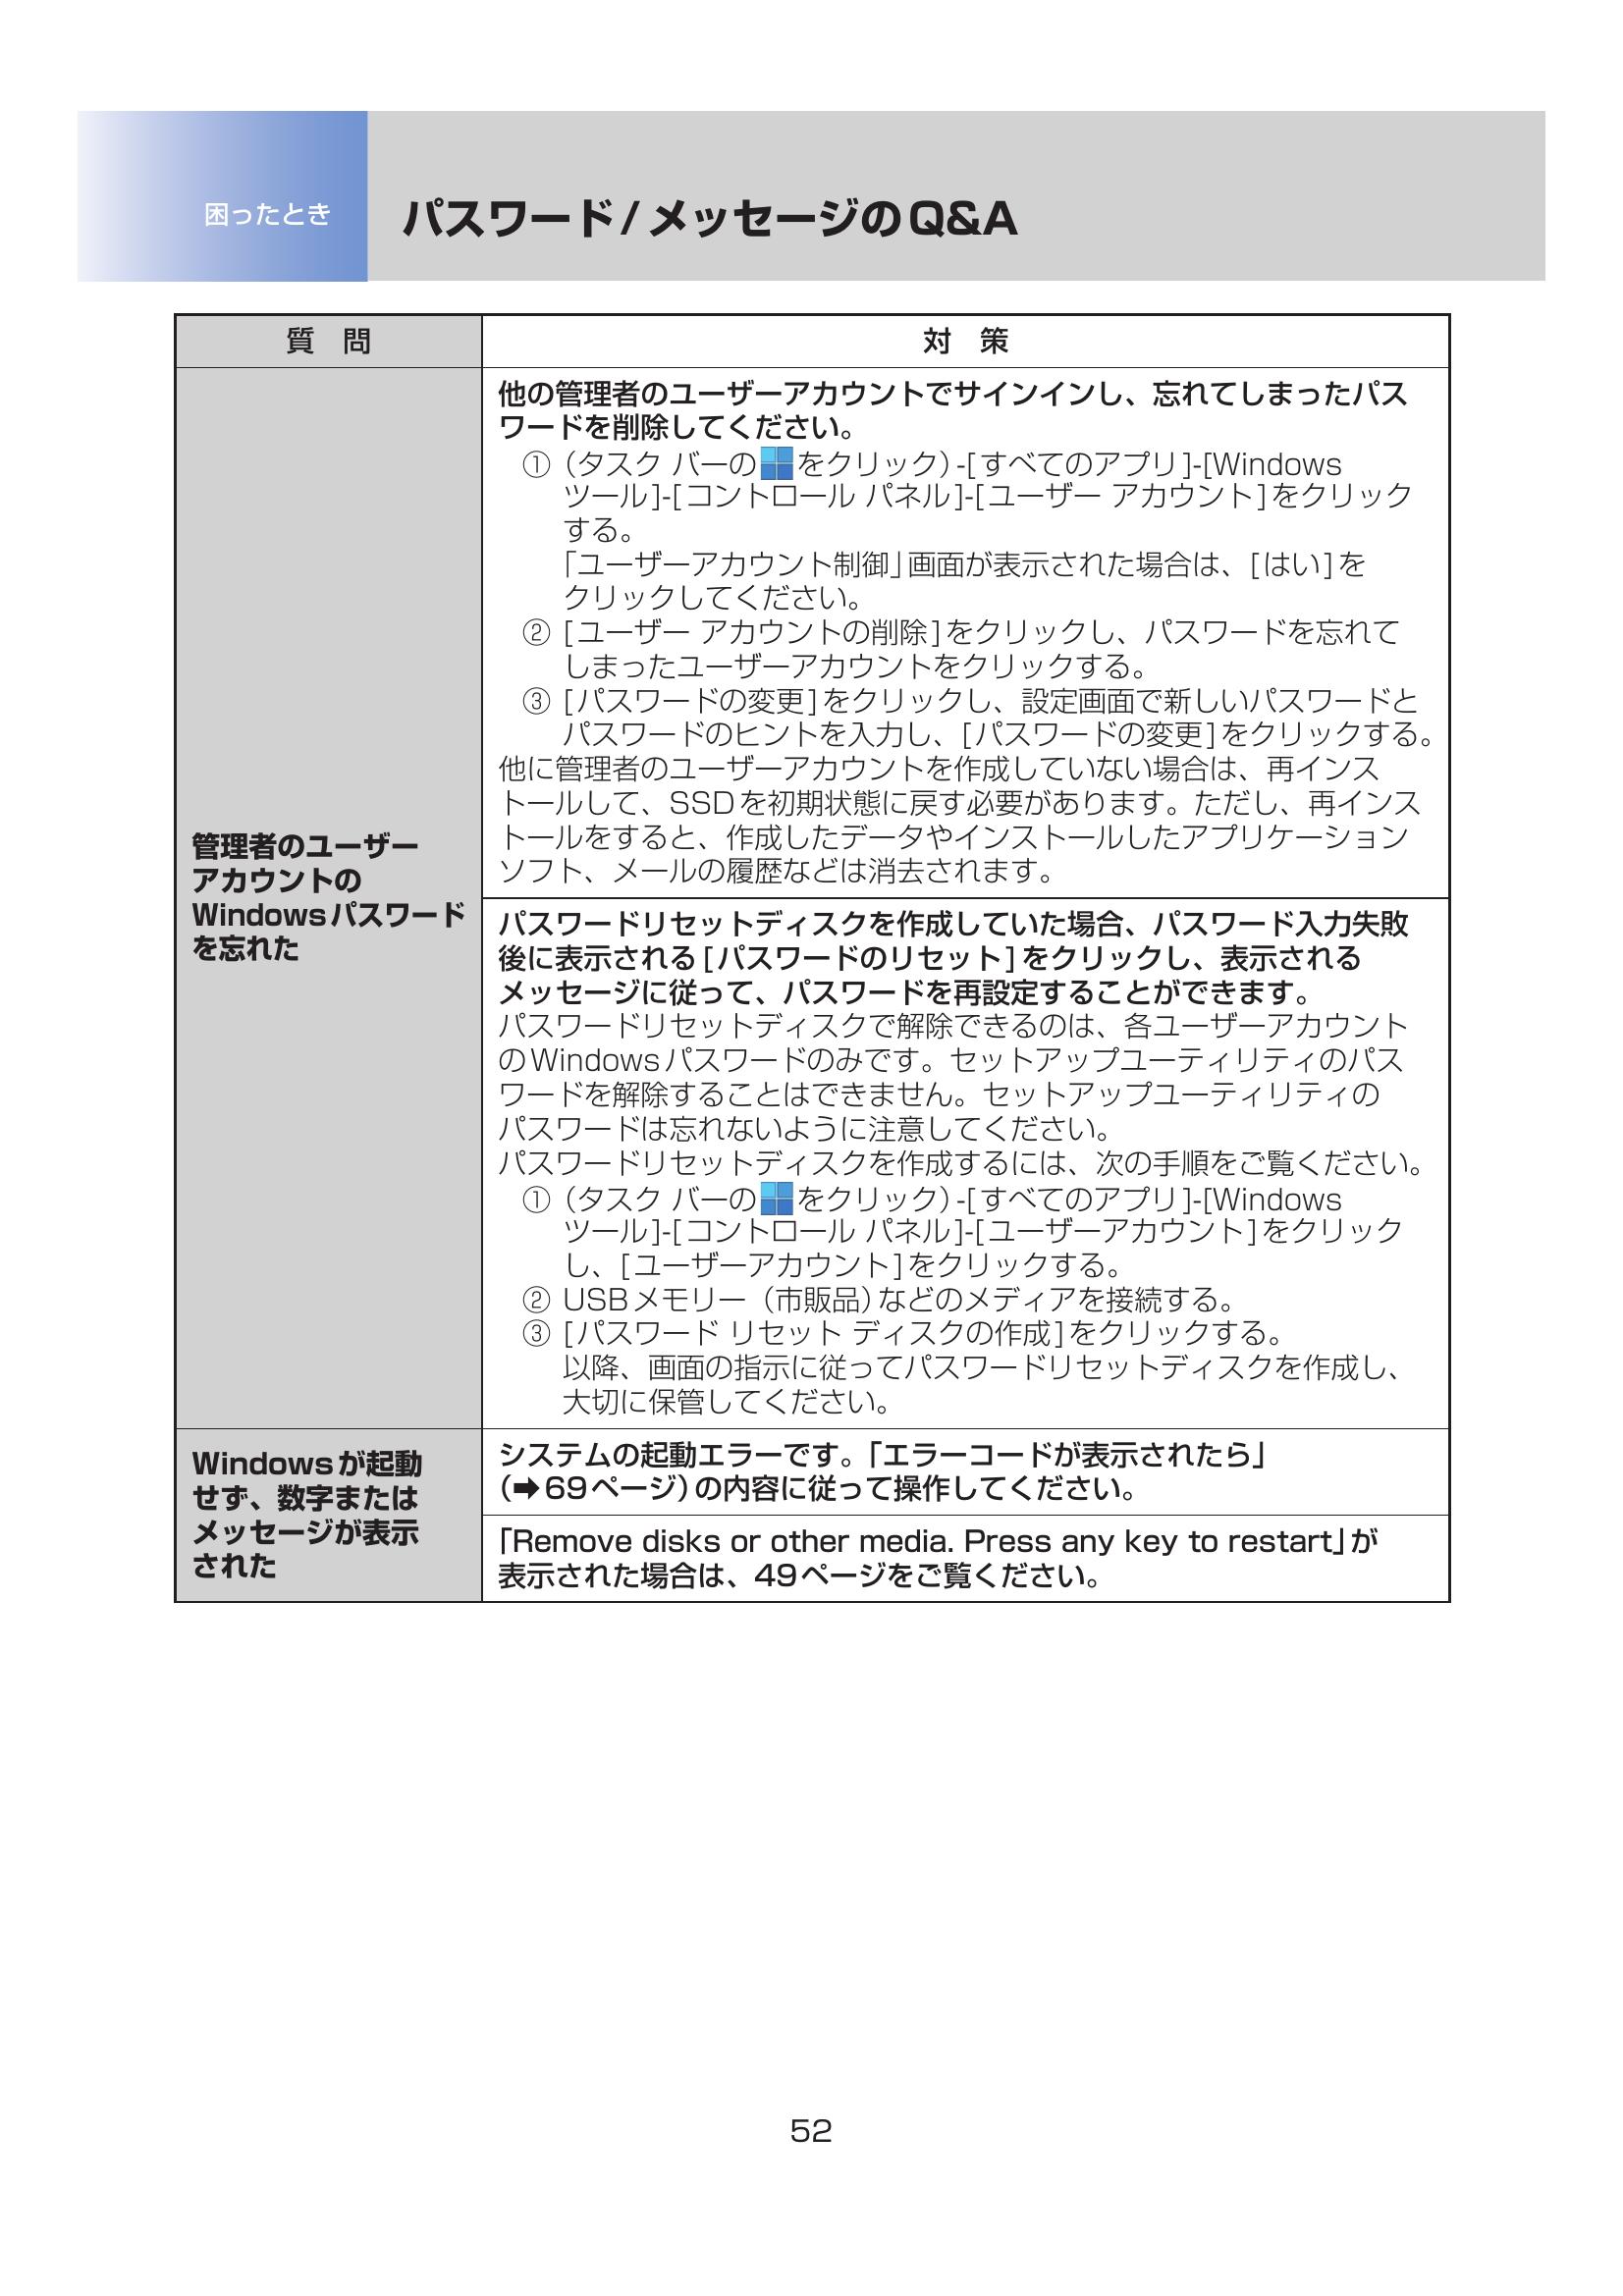 困ったとき
パスワード/メッセージのQ&A
質 問
対 策
管理者のユーザー
アカウントの
Windowsパスワード
を忘れた
他の管理者のユーザーアカウントでサインインし、忘れてしまったパス
ワードを削除してください。
① （タスク バーの をクリック）-[すべてのアプリ]-[Windows
ツール]-[コントロール パネル]-[ユーザー アカウント]をクリック
する。
「ユーザーアカウント制御」画面が表示された場合は、[はい]を
クリックしてください。
② [ユーザー アカウントの削除]をクリックし、パスワードを忘れて
しまったユーザーアカウントをクリックする。
③ [パスワードの変更]をクリックし、設定画面で新しいパスワードと
パスワードのヒントを入力し、[パスワードの変更]をクリックする。
他に管理者のユーザーアカウントを作成していない場合は、再インス
トールして、SSDを初期状態に戻す必要があります。ただし、再インス
トールをすると、作成したデータやインストールしたアプリケーション
ソフト、メールの履歴などは消去されます。
パスワードリセットディスクを作成していた場合、パスワード入力失敗
後に表示される[パスワードのリセット]をクリックし、表示される
メッセージに従って、パスワードを再設定することができます。
パスワードリセットディスクで解除できるのは、各ユーザーアカウント
のWindowsパスワードのみです。セットアップユーティリティのパス
ワードを解除することはできません。セットアップユーティリティの
パスワードは忘れないように注意してください。
パスワードリセットディスクを作成するには、次の手順をご覧ください。
① （タスク バーの をクリック）-[すべてのアプリ]-[Windows
ツール]-[コントロール パネル]-[ユーザーアカウント]をクリック
し、[ユーザーアカウント]をクリックする。
② USBメモリー（市販品）などのメディアを接続する。
③ [パスワード リセット ディスクの作成]をクリックする。
以降、画面の指示に従ってパスワードリセットディスクを作成し、
大切に保管してください。
Windowsが起動
せず、数字または
メッセージが表示
された
システムの起動エラーです。「エラーコードが表示されたら」
（➡69ページ）の内容に従って操作してください。
「Remove disks or other media. Press any key to restart」が
表示された場合は、49ページをご覧ください。
52